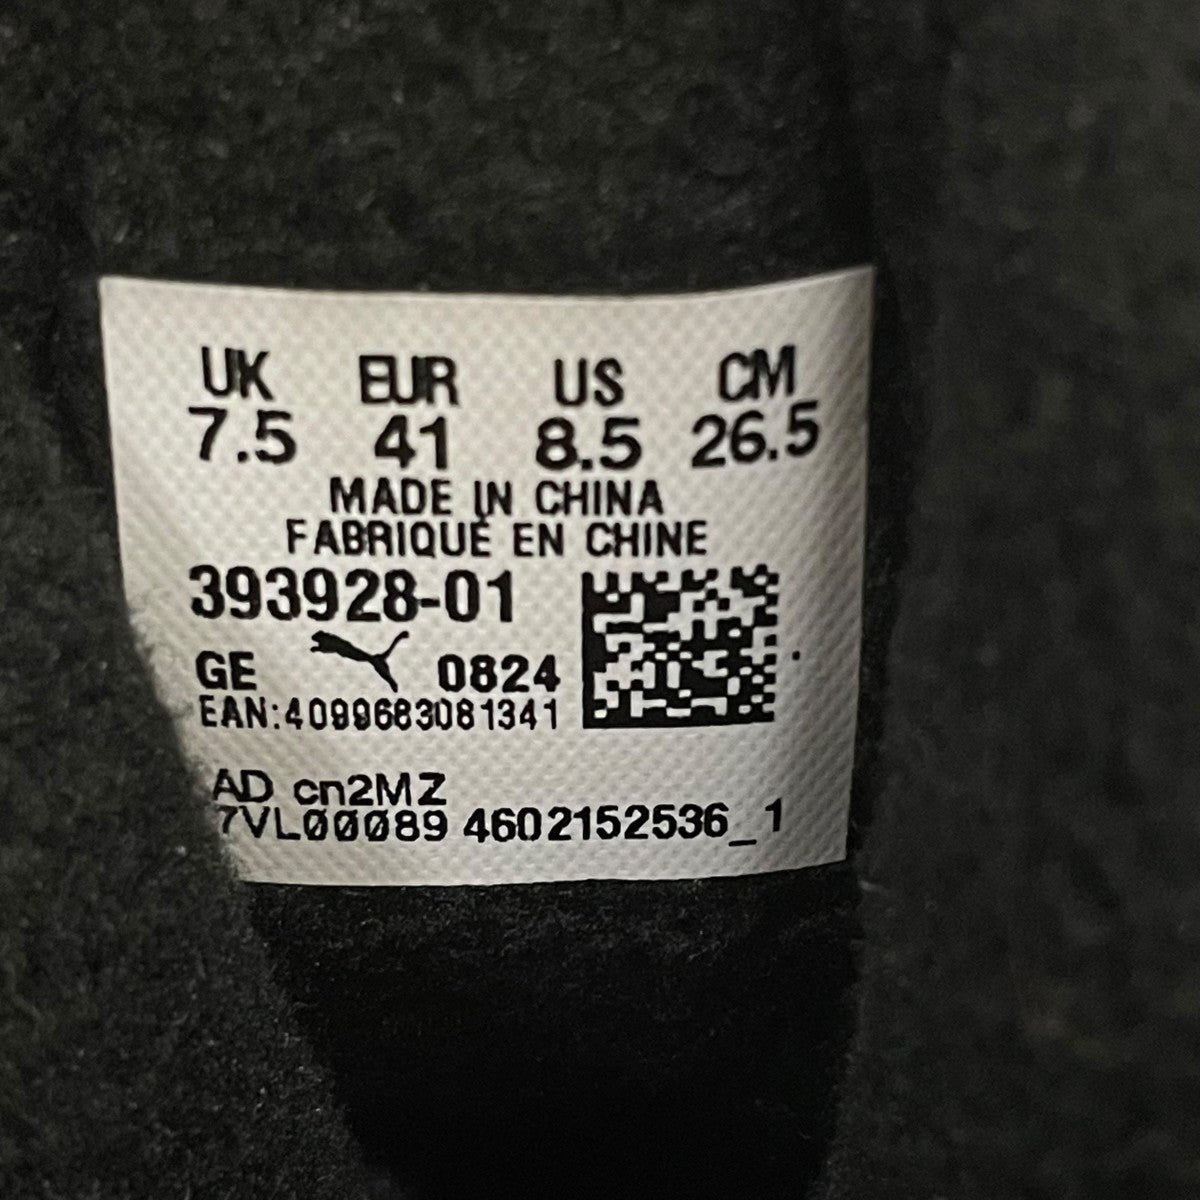 UK EUR US CM
7.5 41 8.5 26.5
MADE IN CHINA
FABRIQUÉ EN CHINE
393928-01
GE 0824
EAN:4099683081341
AD cn2MZ
7VL00089 4602152536_1